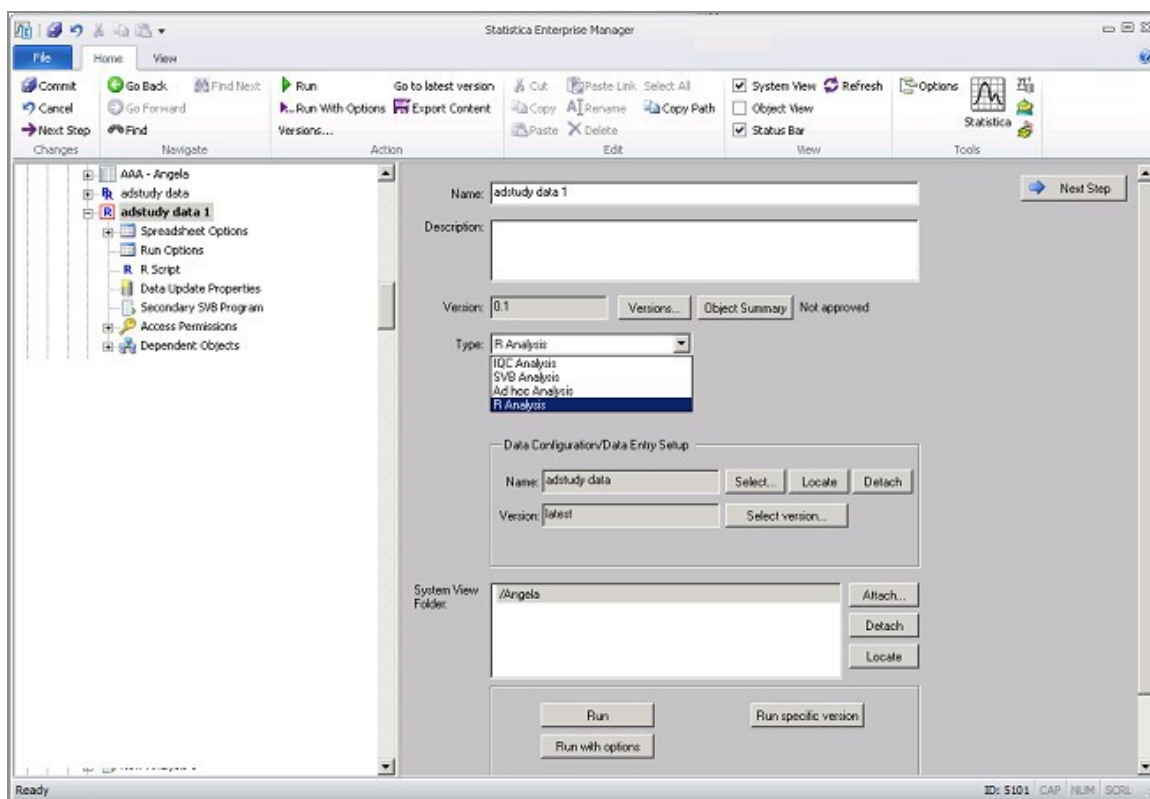 Statistica Enterprise Manager
File
Home
View
Commit
Go Back
Find Next
Run
Go to latest version
Cut
Paste Link
Select All
System View
Refresh
Options
Cancel
Go Forward
Run With Options
Export Content
Copy
Rename
Copy Path
Object View
Statistica
Next Step
Find
Versions...
Paste
Delete
Status Bar
Changes
Navigate
Action
Edit
View
Tools
AAA - Angela
adstudy data
adstudy data 1
Spreadsheet Options
Run Options
R Script
Data Update Properties
Secondary SVB Program
Access Permissions
Dependent Objects
Name: adstudy data 1
Next Step
Description:
Version: 0.1
Versions...
Object Summary
Not approved
Type: R Analysis
IQC Analysis
SVB Analysis
Ad hoc Analysis
R Analysis
Data Configuration/Data Entry Setup
Name: adstudy data
Select...
Locate
Detach
Version: latest
Select version...
System View
Folder:
/Angela
Attach...
Detach
Locate
Run
Run specific version
Run with options
Ready
ID: 5101
CAP
NUM
SCRL